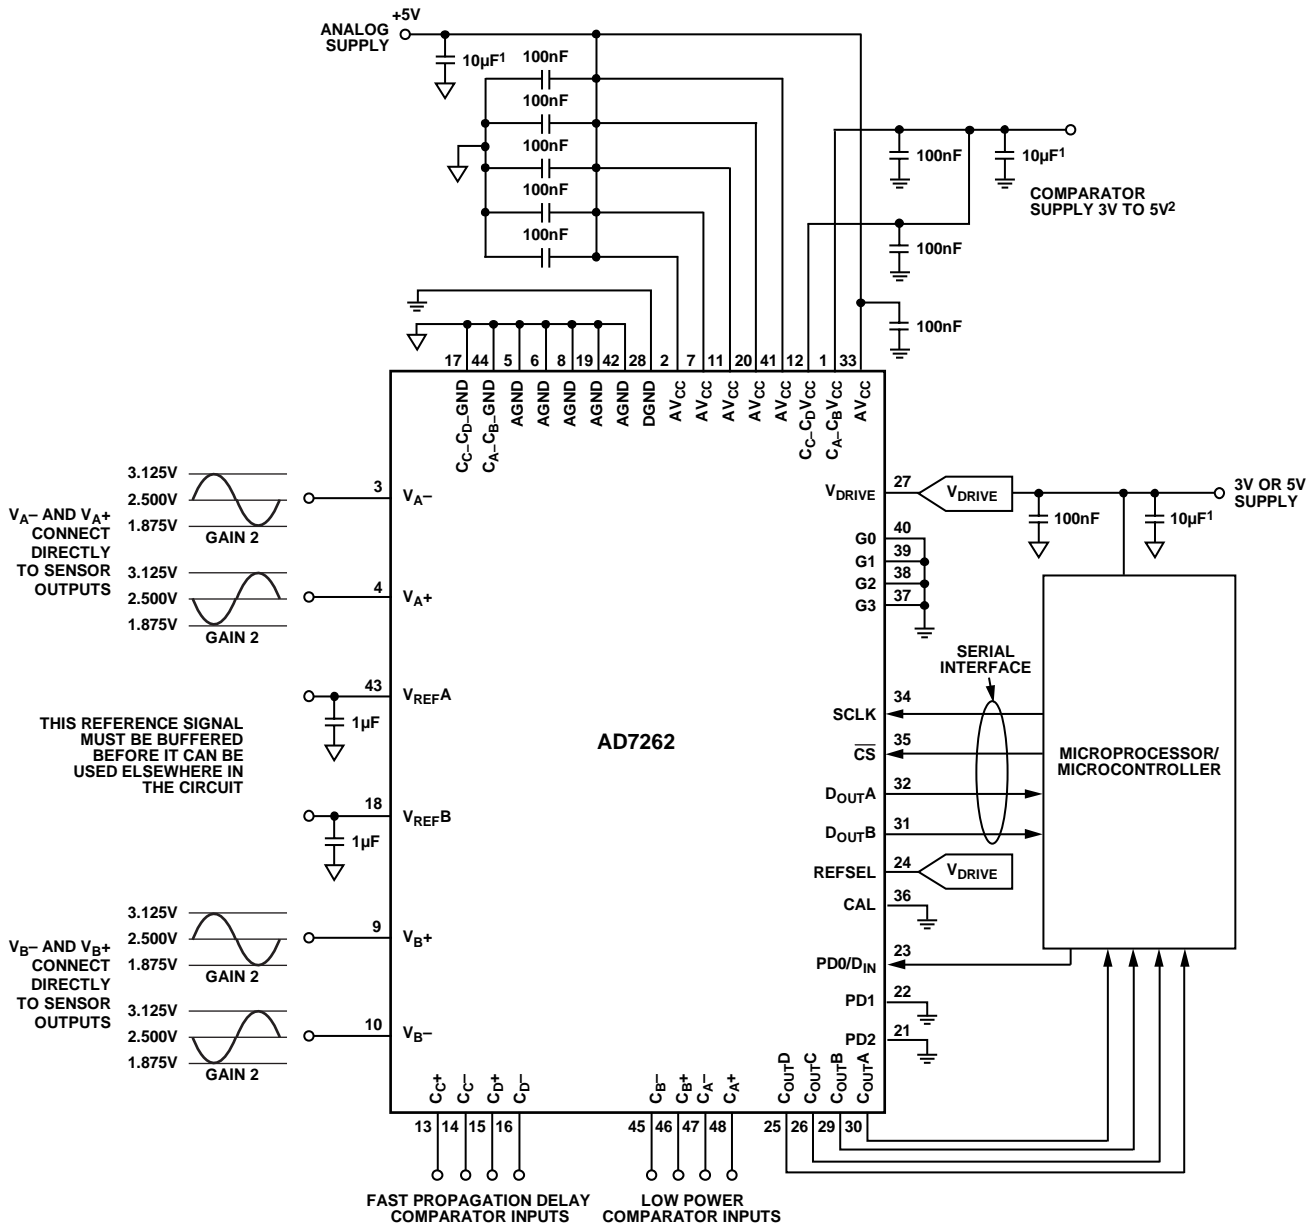 +5V
ANALOG
SUPPLY
10µF1
100nF
100nF
100nF
100nF
100nF
100nF
10µF1
COMPARATOR
SUPPLY 3V TO 5V2
100nF
100nF
17 44 5 6 8 19 42 28 2 7 11 20 41 12 1 33
CC–CD–GND
CA–CB–GND
AGND
AGND
AGND
AGND
AGND
DGND
AVCC
AVCC
AVCC
AVCC
AVCC
CC–CDVCC
CA–CBVCC
AVCC
3.125V
2.500V
1.875V
GAIN 2
3
VA–
VA– AND VA+
CONNECT
DIRECTLY
TO SENSOR
OUTPUTS
3.125V
2.500V
1.875V
GAIN 2
4
VA+
VDRIVE
27
VDRIVE
3V OR 5V
SUPPLY
100nF
10µF1
G0
40
G1
39
G2
38
G3
37
SERIAL
INTERFACE
43
VREFA
1µF
THIS REFERENCE SIGNAL
MUST BE BUFFERED
BEFORE IT CAN BE
USED ELSEWHERE IN
THE CIRCUIT
18
VREFB
1µF
AD7262
SCLK
34
CS
35
DOUTA
32
DOUTB
31
MICROPROCESSOR/
MICROCONTROLLER
REFSEL
24
VDRIVE
CAL
36
PD0/DIN
23
PD1
22
PD2
21
3.125V
2.500V
1.875V
GAIN 2
9
VB+
VB– AND VB+
CONNECT
DIRECTLY
TO SENSOR
OUTPUTS
3.125V
2.500V
1.875V
GAIN 2
10
VB–
CC+
CC–
CD+
CD–
CB–
CB+
CA–
CA+
COUTD
COUTC
COUTB
COUTA
13 14 15 16 45 46 47 48 25 26 29 30
FAST PROPAGATION DELAY
COMPARATOR INPUTS
LOW POWER
COMPARATOR INPUTS